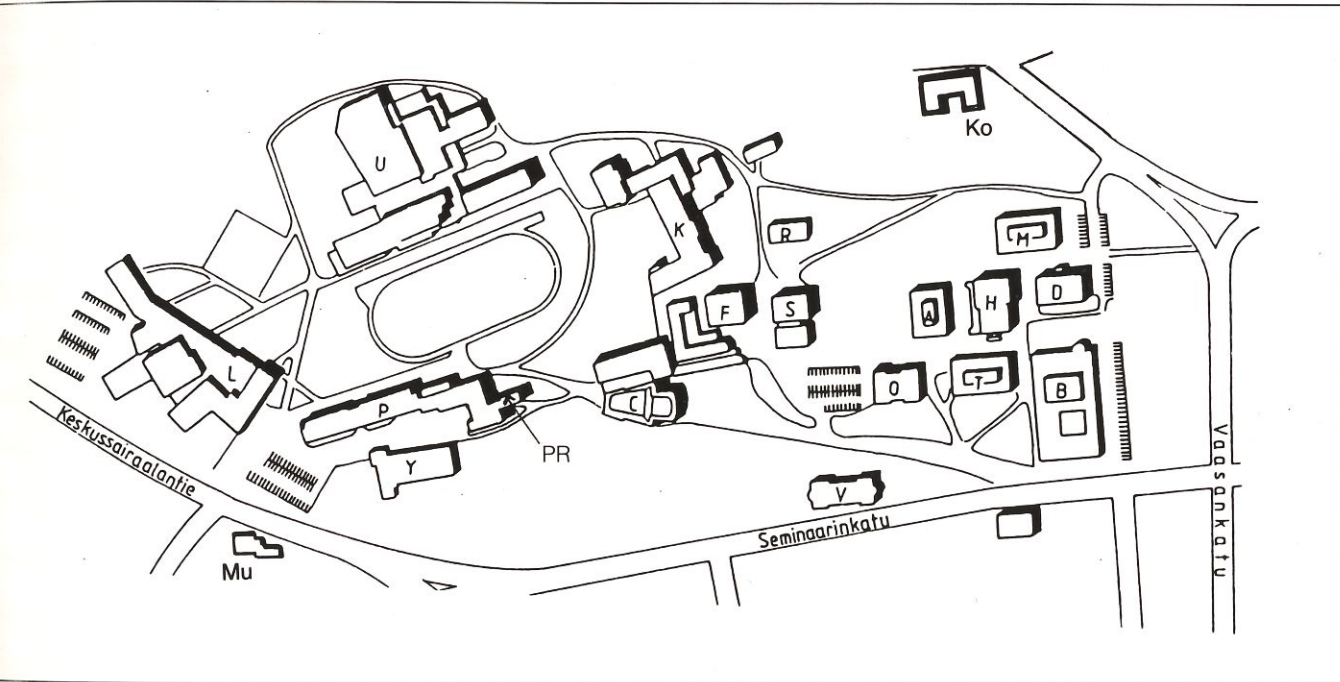 Ko
U
K
R
M
F
S
A
H
D
L
O
T
B
P
C
PR
Y
V
Keskussairaalantie
Seminaarinkatu
Vaasankatu
Mu